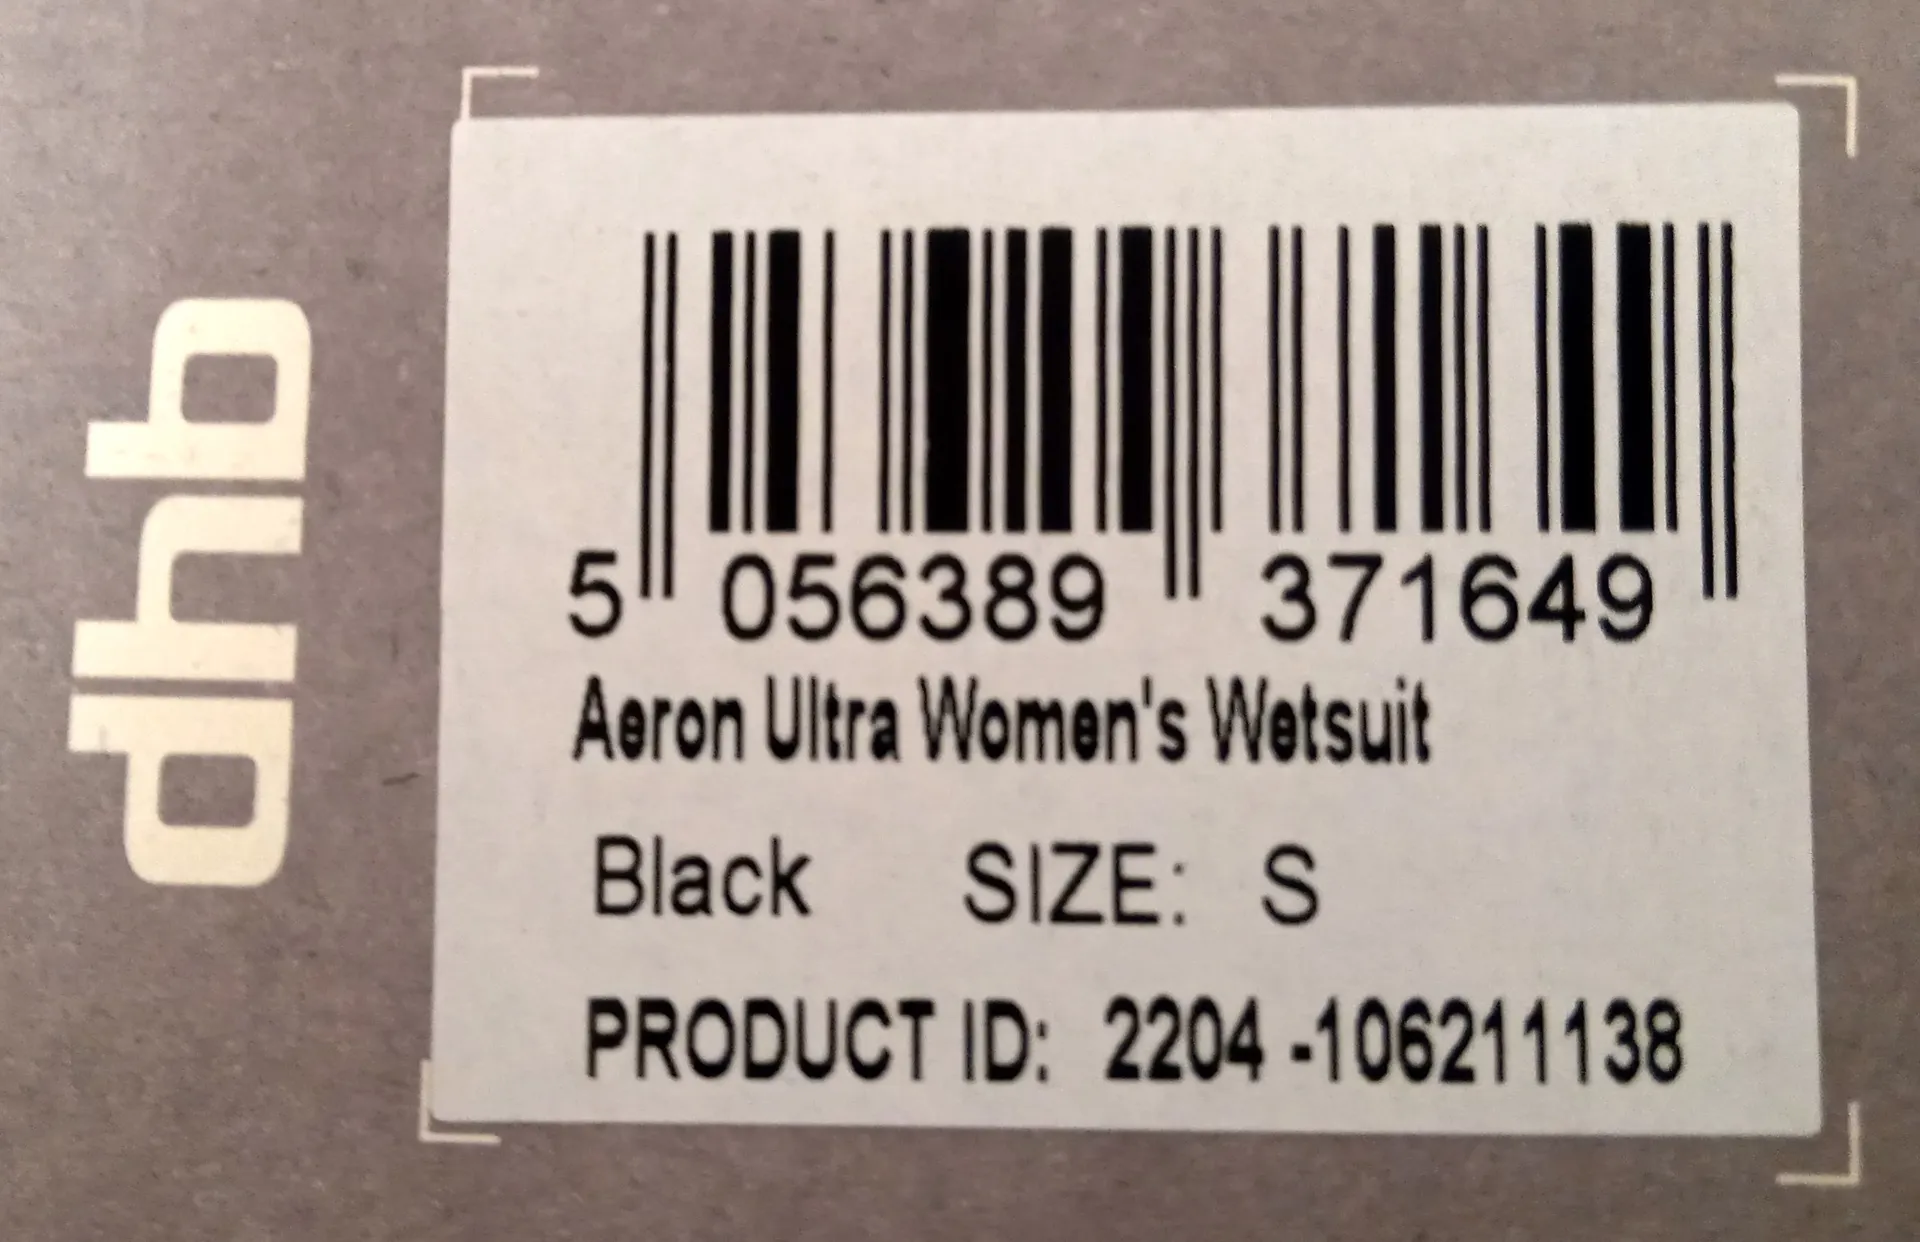 dhb
5 056389 371649
Aeron Ultra Women's Wetsuit
Black SIZE: S
PRODUCT ID: 2204 -106211138